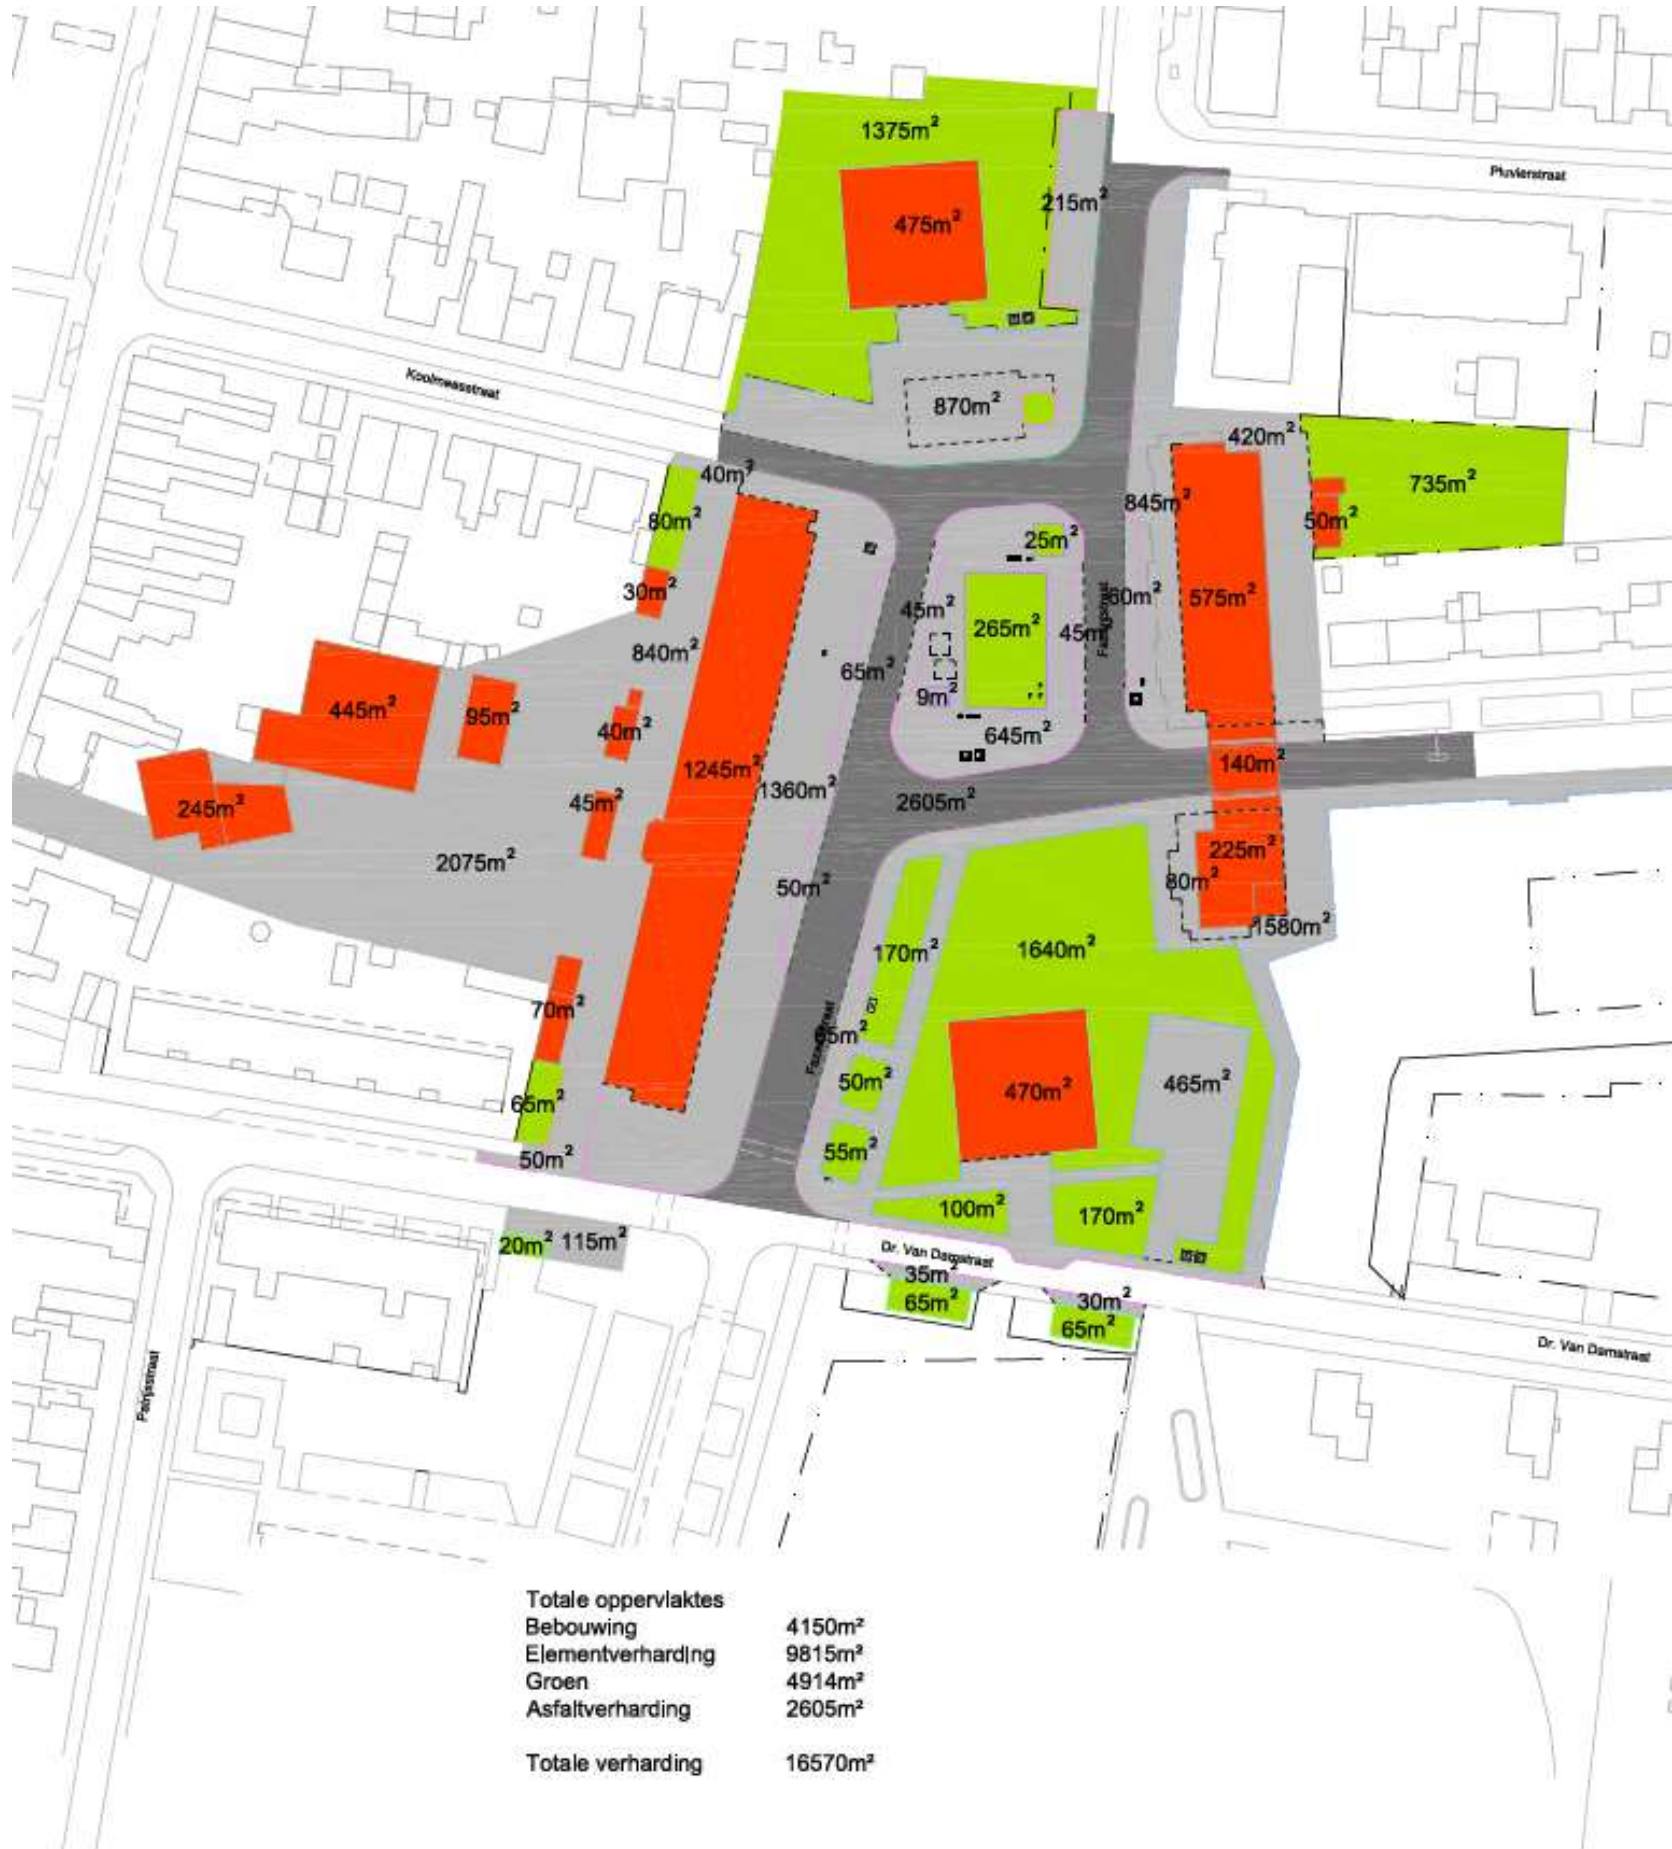 1375m²
Pluvierstraat
215m²
475m²
Koolmeesstraat
870m²
420m²
40m²
735m²
845m²
80m²
50m²
25m²
30m²
45m²
60m²
575m²
265m²
45m²
840m²
65m²
9m²
445m²
95m²
40m²
645m²
140m²
1245m²
1360m²
2605m²
45m²
245m²
225m²
2075m²
50m²
80m²
1580m²
170m²
1640m²
70m²
65m²
50m²
470m²
465m²
65m²
55m²
50m²
100m²
170m²
20m² 115m²
Dr. Van Damstraat
35m²
65m²
30m²
65m²
Dr. Van Damstraat
Patrijsstraat
Totale oppervlaktes
Bebouwing 4150m²
Elementverharding 9815m²
Groen 4914m²
Asfaltverharding 2605m²
Totale verharding 16570m²